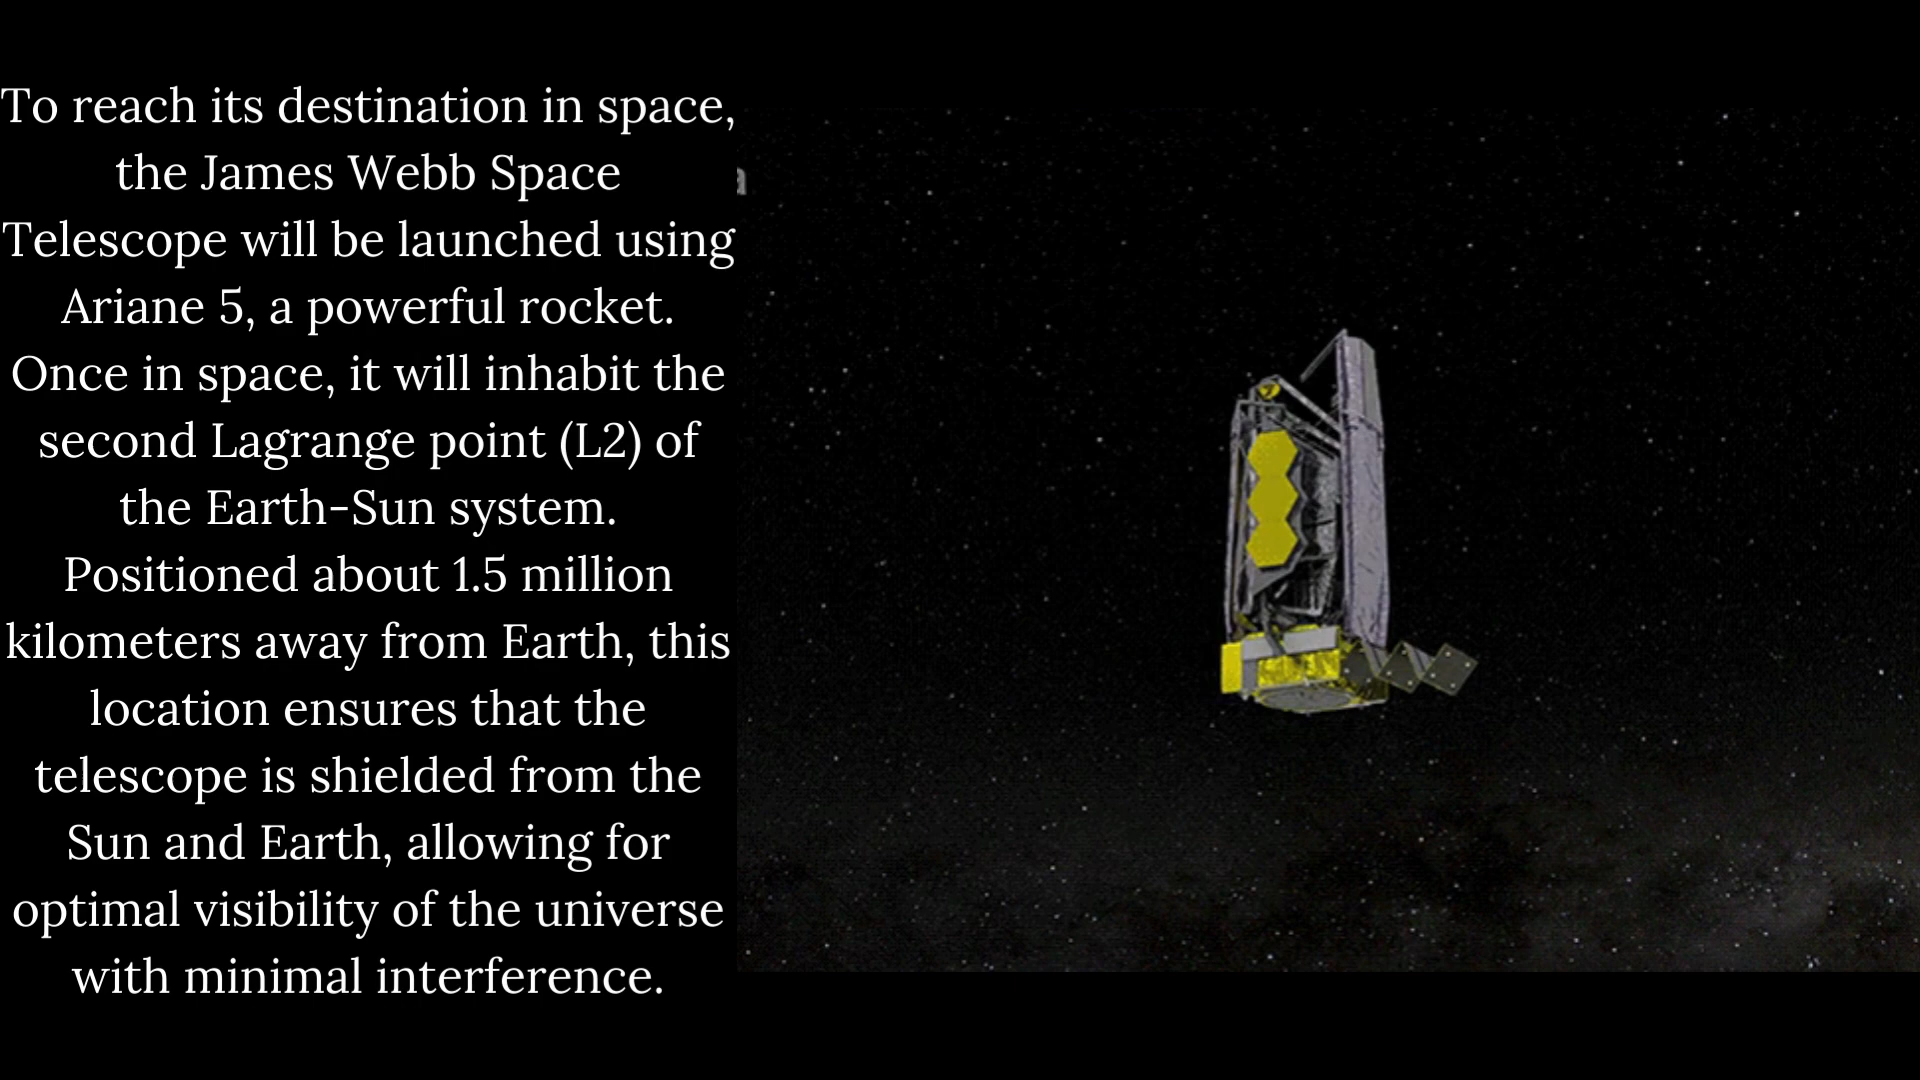 To reach its destination in space,
the James Webb Space
Telescope will be launched using
Ariane 5, a powerful rocket.
Once in space, it will inhabit the
second Lagrange point (L2) of
the Earth-Sun system.
Positioned about 1.5 million
kilometers away from Earth, this
location ensures that the
telescope is shielded from the
Sun and Earth, allowing for
optimal visibility of the universe
with minimal interference.